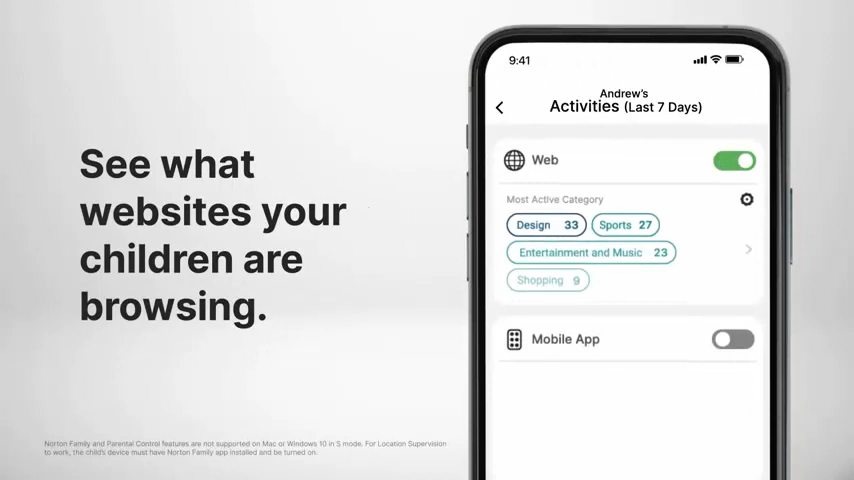 See what
websites your
children are
browsing.
Norton Family and Parental Control features are not supported on Mac or Windows 10 in S mode. For Location Supervision
to work, the child's device must have Norton Family app installed and be turned on.
9:41
Andrew's
Activities (Last 7 Days)
Web
Most Active Category
Design 33 Sports 27
Entertainment and Music 23
Shopping 9
Mobile App